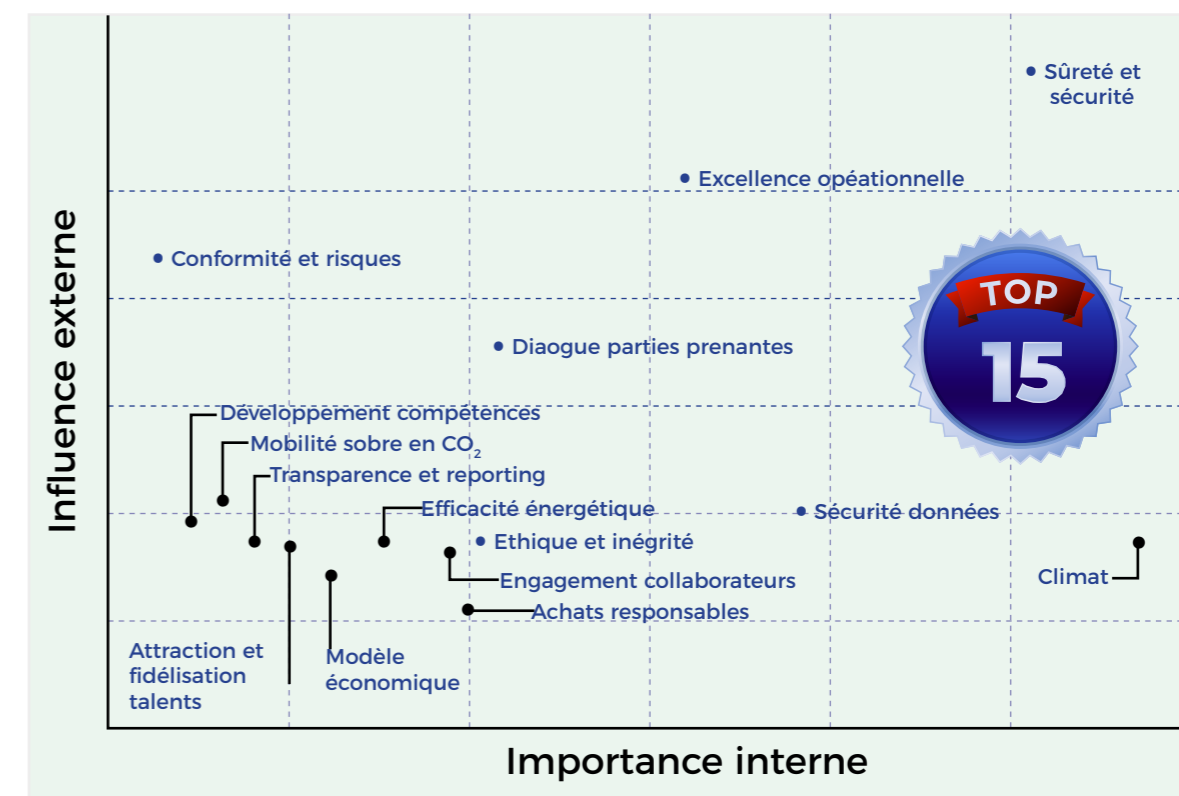 Sûreté et
sécurité
Excellence opéationnelle
Conformité et risques
TOP
15
Diaogue parties prenantes
Développement compétences
Mobilité sobre en CO2
Transparence et reporting
Efficacité énergétique
Sécurité données
Ethique et inégrité
Engagement collaborateurs
Climat
Achats responsables
Attraction et
fidélisation
talents
Modèle
économique
Influence externe
Importance interne